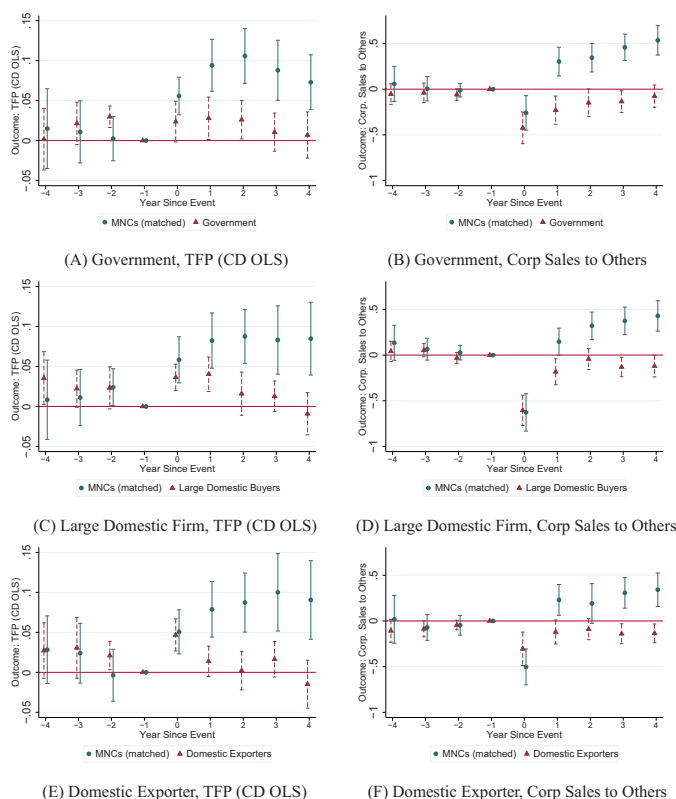 Outcome: TFP (CD OLS)
-.05 0 .05 .1 .15
-4 -3 -2 -1 0 1 2 3 4
Year Since Event
MNCs (matched) Government
(A) Government, TFP (CD OLS)
Outcome: Corp. Sales to Others
-1 -.5 0 .5
-4 -3 -2 -1 0 1 2 3 4
Year Since Event
MNCs (matched) Government
(B) Government, Corp Sales to Others
Outcome: TFP (CD OLS)
-.05 0 .05 .1 .15
-4 -3 -2 -1 0 1 2 3 4
Year Since Event
MNCs (matched) Large Domestic Buyers
(C) Large Domestic Firm, TFP (CD OLS)
Outcome: Corp. Sales to Others
-1 -.5 0 .5
-4 -3 -2 -1 0 1 2 3 4
Year Since Event
MNCs (matched) Large Domestic Buyers
(D) Large Domestic Firm, Corp Sales to Others
Outcome: TFP (CD OLS)
-.05 0 .05 .1 .15
-4 -3 -2 -1 0 1 2 3 4
Year Since Event
MNCs (matched) Domestic Exporters
(E) Domestic Exporter, TFP (CD OLS)
Outcome: Corp. Sales to Others
-1 -.5 0 .5
-4 -3 -2 -1 0 1 2 3 4
Year Since Event
MNCs (matched) Domestic Exporters
(F) Domestic Exporter, Corp Sales to Others